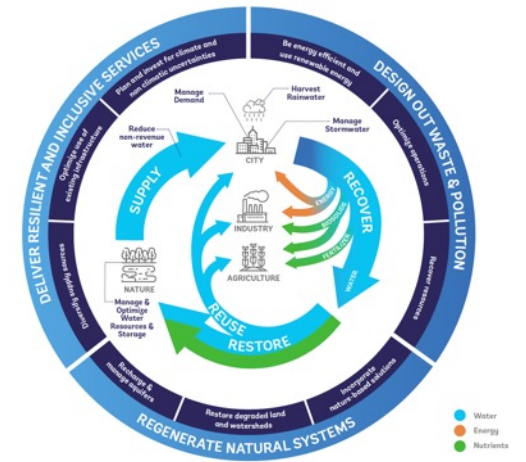 DELIVER RESILIENT AND INCLUSIVE SERVICES
DESIGN OUT WASTE & POLLUTION
REGENERATE NATURAL SYSTEMS
Plan and invest for climate and
non climatic uncertainties
Be energy efficient and
use renewable energy
Optimize use of
existing infrastructure
Optimize operations
Diversify supply sources
Recover resources
Recharge &
manage aquifers
Restore degraded land
and watersheds
Incorporate
nature-based solutions
Manage
Demand
Harvest
Rainwater
Reduce
non-revenue
water
Manage
Stormwater
CITY
SUPPLY
RECOVER
ENERGY
BIOSOLIDS
FERTILIZER
WATER
INDUSTRY
AGRICULTURE
NATURE
Manage &
Optimize
Water
Resources &
Storage
REUSE
RESTORE
Water
Energy
Nutrients